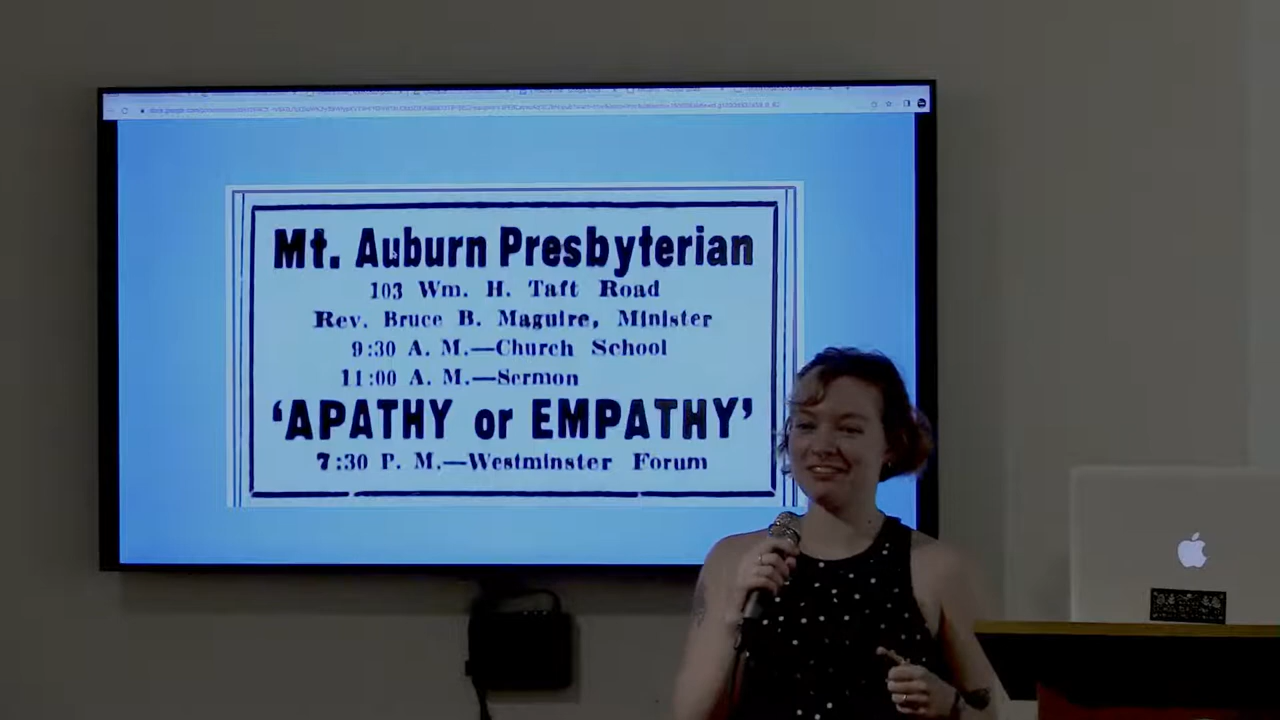 Mt. Auburn Presbyterian
103 Wm. H. Taft Road
Rev. Bruce B. Maguire, Minister
9:30 A. M.—Church School
11:00 A. M.—Sermon
'APATHY or EMPATHY'
7:30 P. M.—Westminster Forum